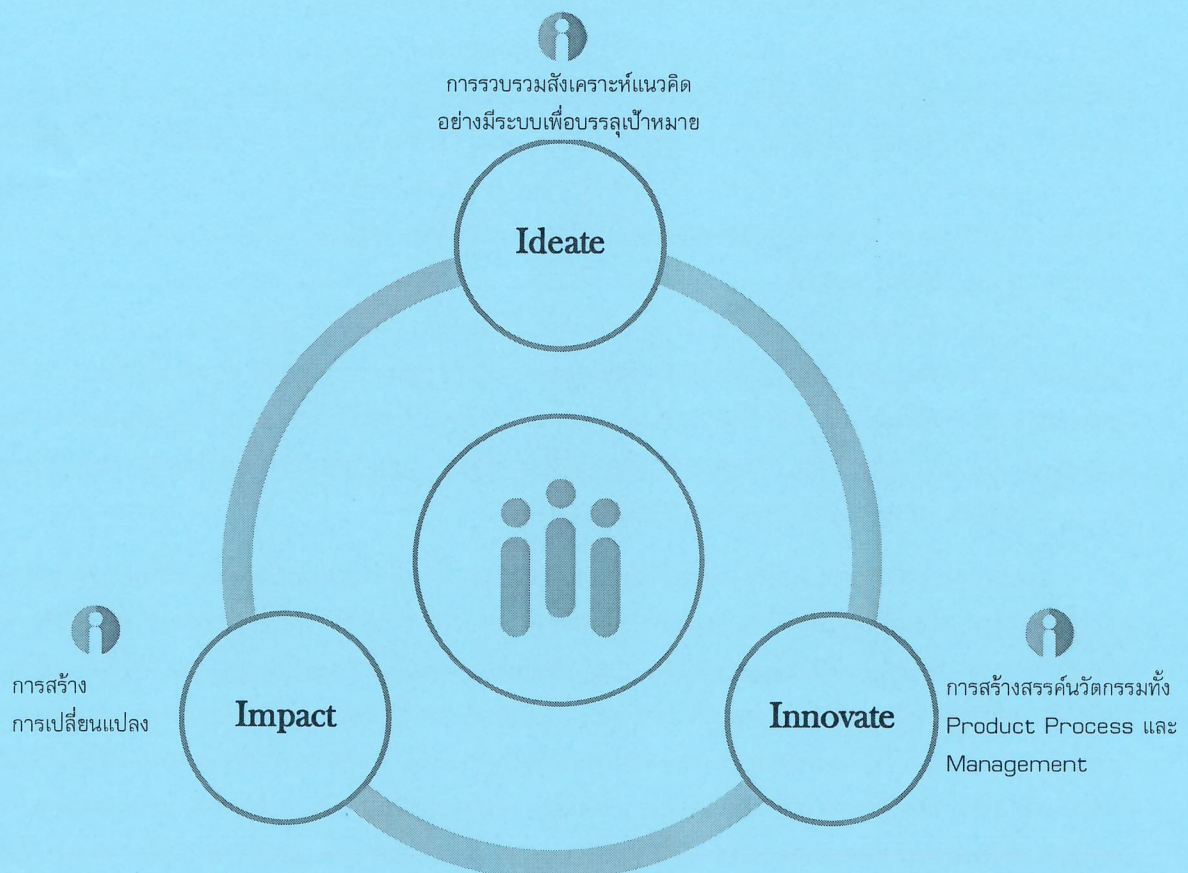 การรวบรวมสังเคราะห์แนวคิด
อย่างมีระบบเพื่อบรรลุเป้าหมาย
Ideate
การสร้าง
การเปลี่ยนแปลง
Impact
Innovate
การสร้างสรรค์นวัตกรรมทั้ง
Product Process และ
Management